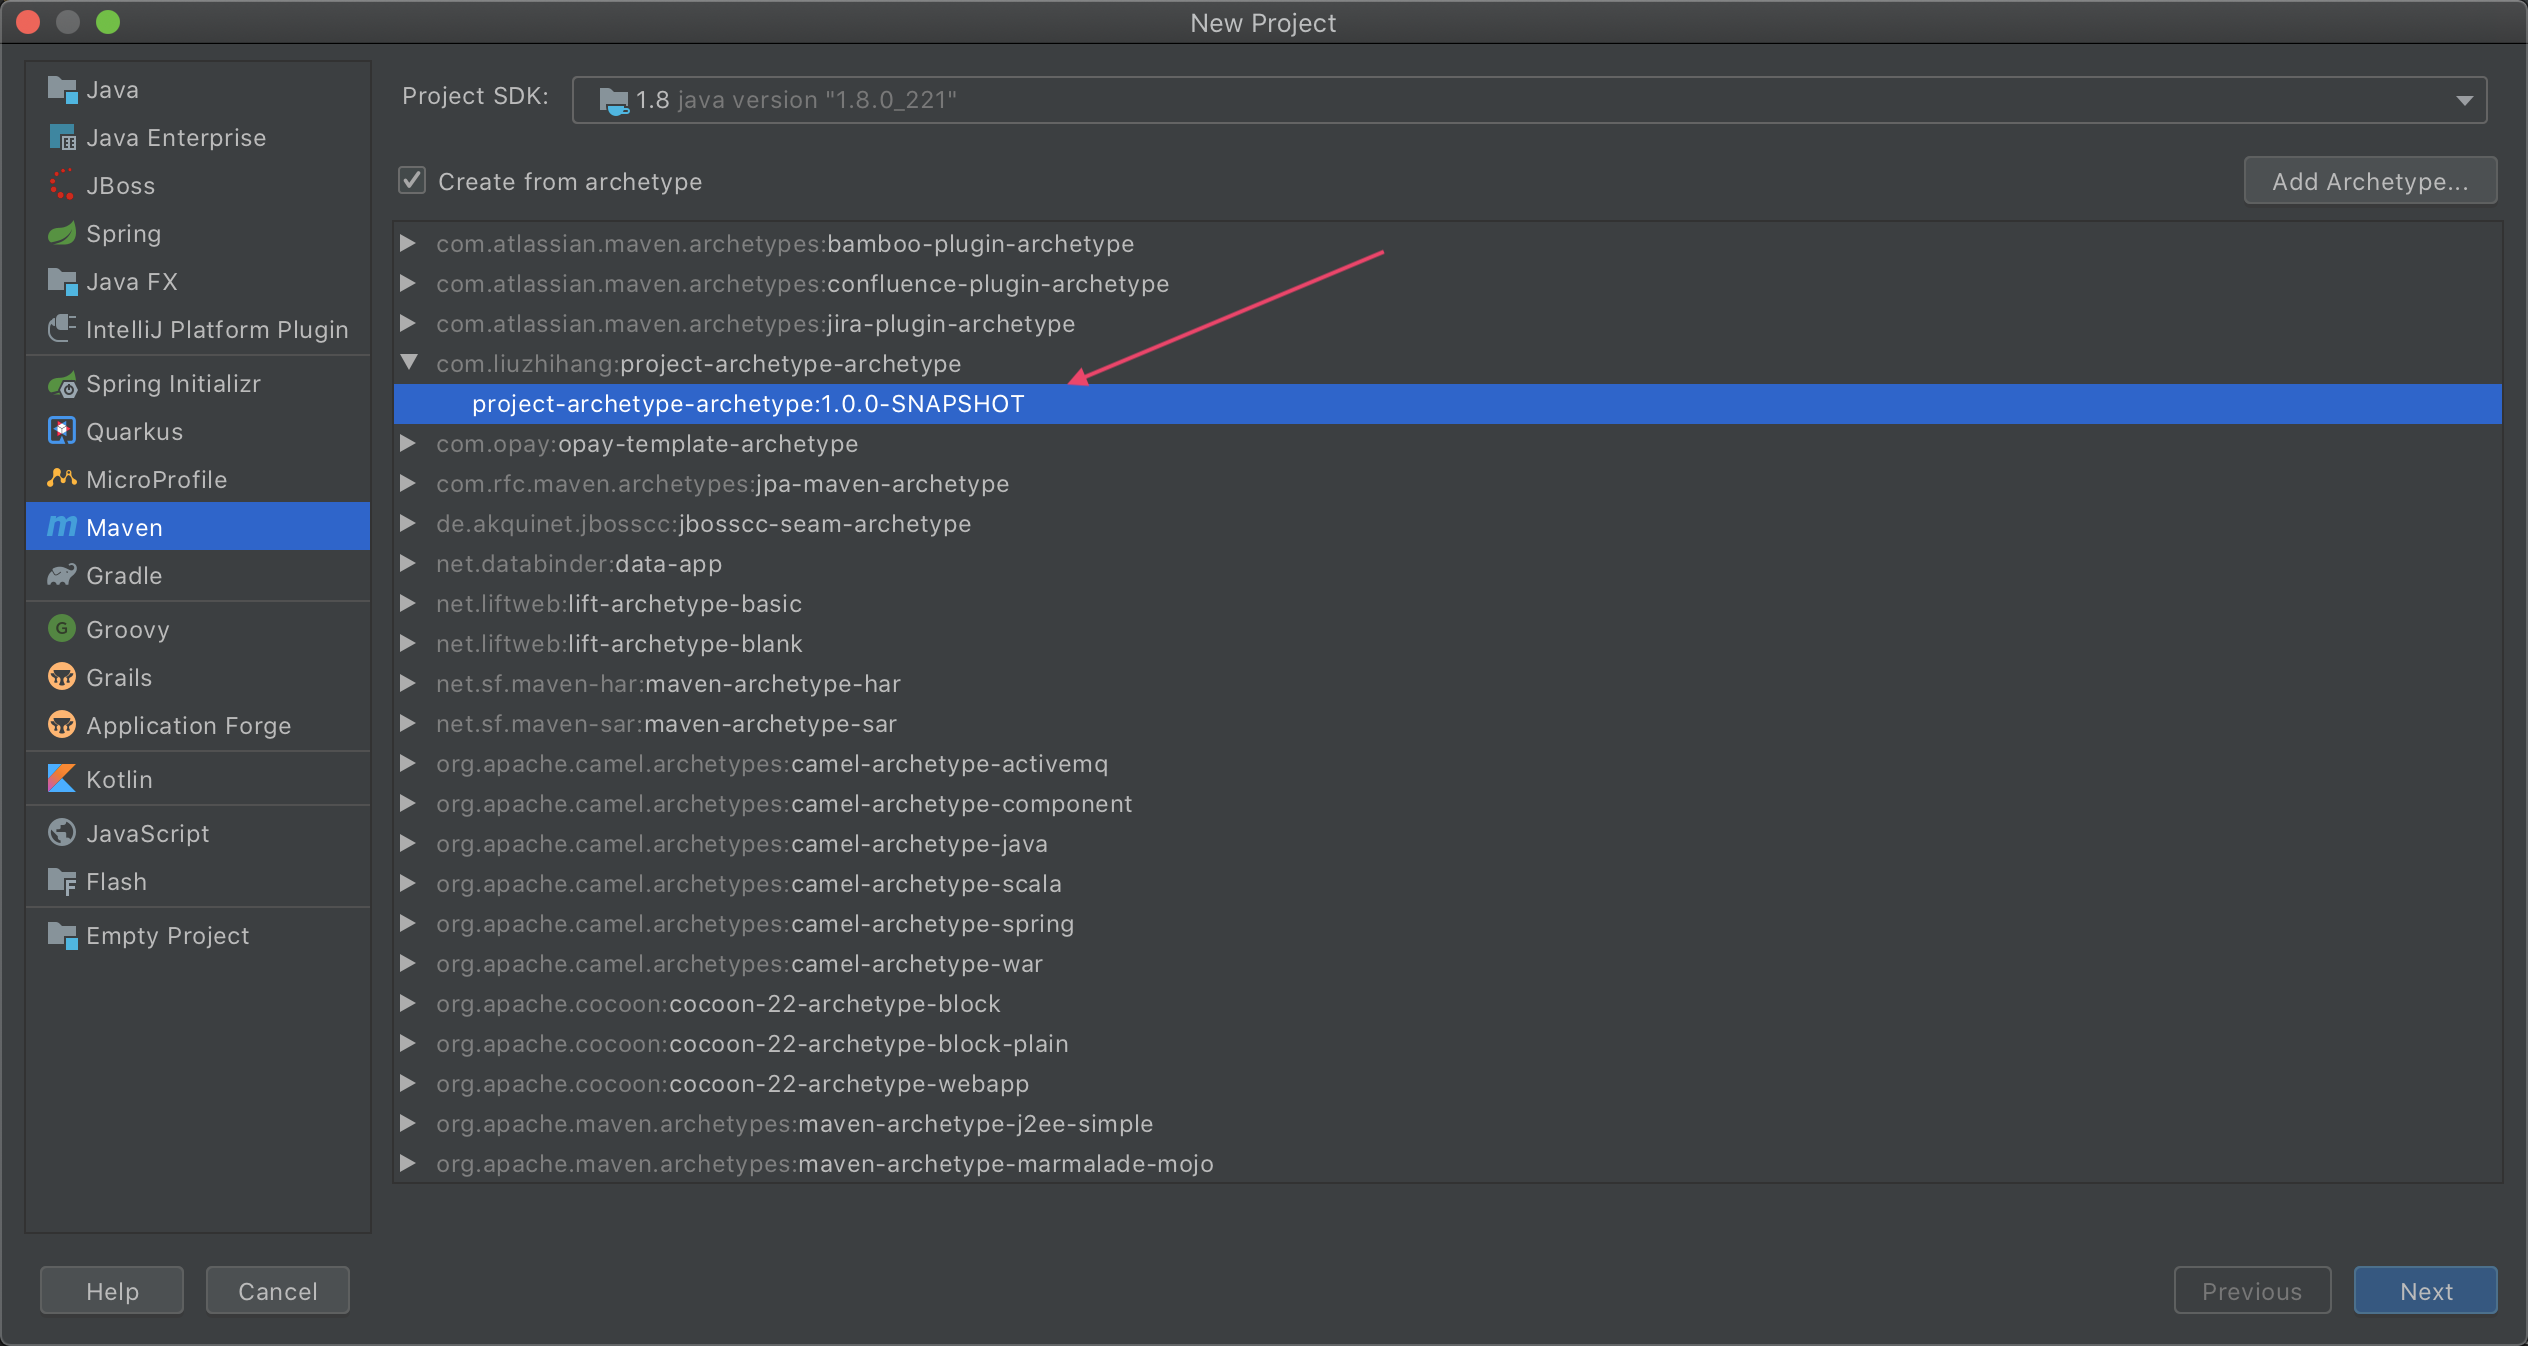 New Project
Java
Java Enterprise
JBoss
Spring
Java FX
IntelliJ Platform Plugin
Spring Initializr
Quarkus
MicroProfile
Maven
Gradle
Groovy
Grails
Application Forge
Kotlin
JavaScript
Flash
Empty Project
Project SDK: 1.8 java version "1.8.0_221"
Create from archetype
Add Archetype...
com.atlassian.maven.archetypes:bamboo-plugin-archetype
com.atlassian.maven.archetypes:confluence-plugin-archetype
com.atlassian.maven.archetypes:jira-plugin-archetype
com.liuzhihang:project-archetype-archetype
project-archetype-archetype:1.0.0-SNAPSHOT
com.opay:opay-template-archetype
com.rfc.maven.archetypes:jpa-maven-archetype
de.akquinet.jbosscc:jbosscc-seam-archetype
net.databinder:data-app
net.liftweb:lift-archetype-basic
net.liftweb:lift-archetype-blank
net.sf.maven-har:maven-archetype-har
net.sf.maven-sar:maven-archetype-sar
org.apache.camel.archetypes:camel-archetype-activemq
org.apache.camel.archetypes:camel-archetype-component
org.apache.camel.archetypes:camel-archetype-java
org.apache.camel.archetypes:camel-archetype-scala
org.apache.camel.archetypes:camel-archetype-spring
org.apache.camel.archetypes:camel-archetype-war
org.apache.cocoon:cocoon-22-archetype-block
org.apache.cocoon:cocoon-22-archetype-block-plain
org.apache.cocoon:cocoon-22-archetype-webapp
org.apache.maven.archetypes:maven-archetype-j2ee-simple
org.apache.maven.archetypes:maven-archetype-marmalade-mojo
Help
Cancel
Previous
Next